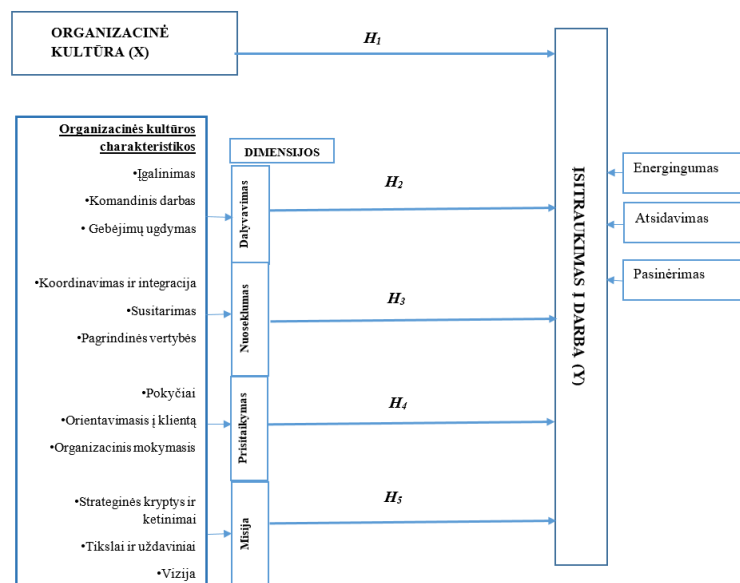 ORGANIZACINĖ
KULTŪRA (X)
H1
Organizacinės kultūros
charakteristikos
DIMENSIJOS
•Įgalinimas
•Komandinis darbas
• Gebėjimų ugdymas
Dalyvavimas
H2
•Koordinavimas ir integracija
•Susitarimas
•Pagrindinės vertybės
Nuoseklumas
H3
•Pokyčiai
•Orientavimasis į klientą
•Organizacinis mokymasis
Prisitaikymas
H4
•Strateginės kryptys ir
ketinimai
•Tikslai ir uždaviniai
•Vizija
Misija
H5
ĮSITRAUKIMAS Į DARBĄ (Y)
Energingumas
Atsidavimas
Pasinėrimas